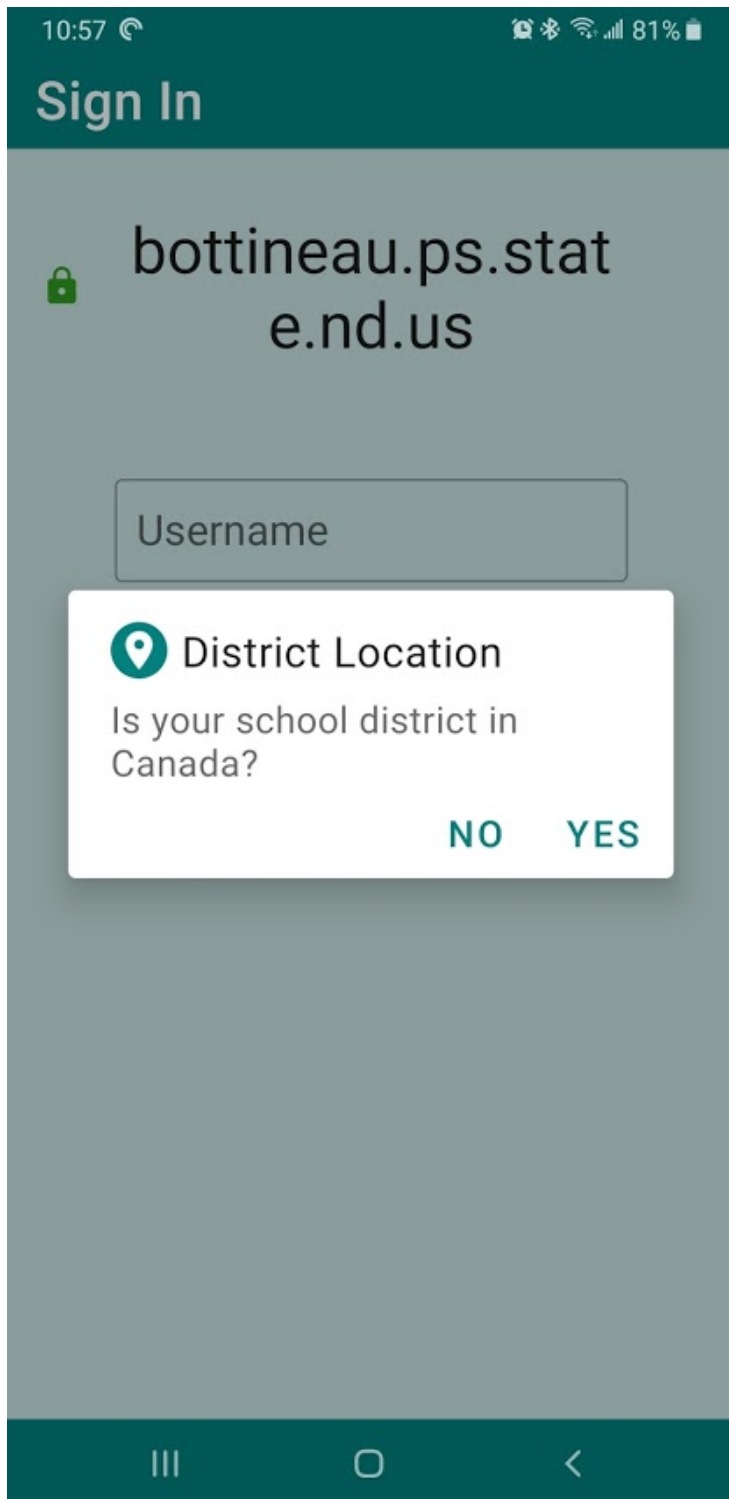 10:57
81%
Sign In
bottineau.ps.stat
e.nd.us
Username
District Location
Is your school district in
Canada?
NO YES